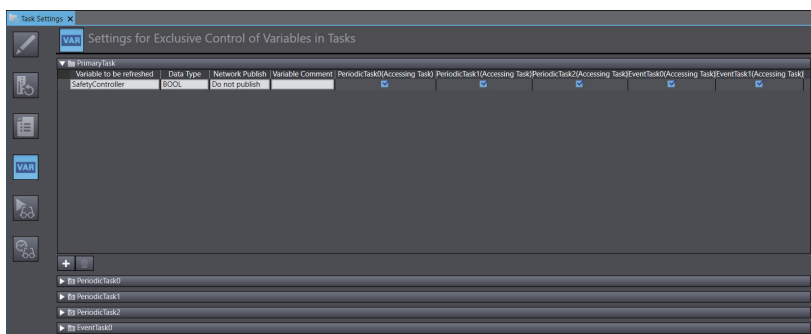 Task Settings
VAR Settings for Exclusive Control of Variables in Tasks
PrimaryTask
Variable to be refreshed Data Type Network Publish Variable Comment PeriodicTask0(Accessing Task) PeriodicTask1(Accessing Task) PeriodicTask2(Accessing Task) EventTask0(Accessing Task) EventTask1(Accessing Task)
SafetyController BOOL Do not publish
VAR
PeriodicTask0
PeriodicTask1
PeriodicTask2
EventTask0